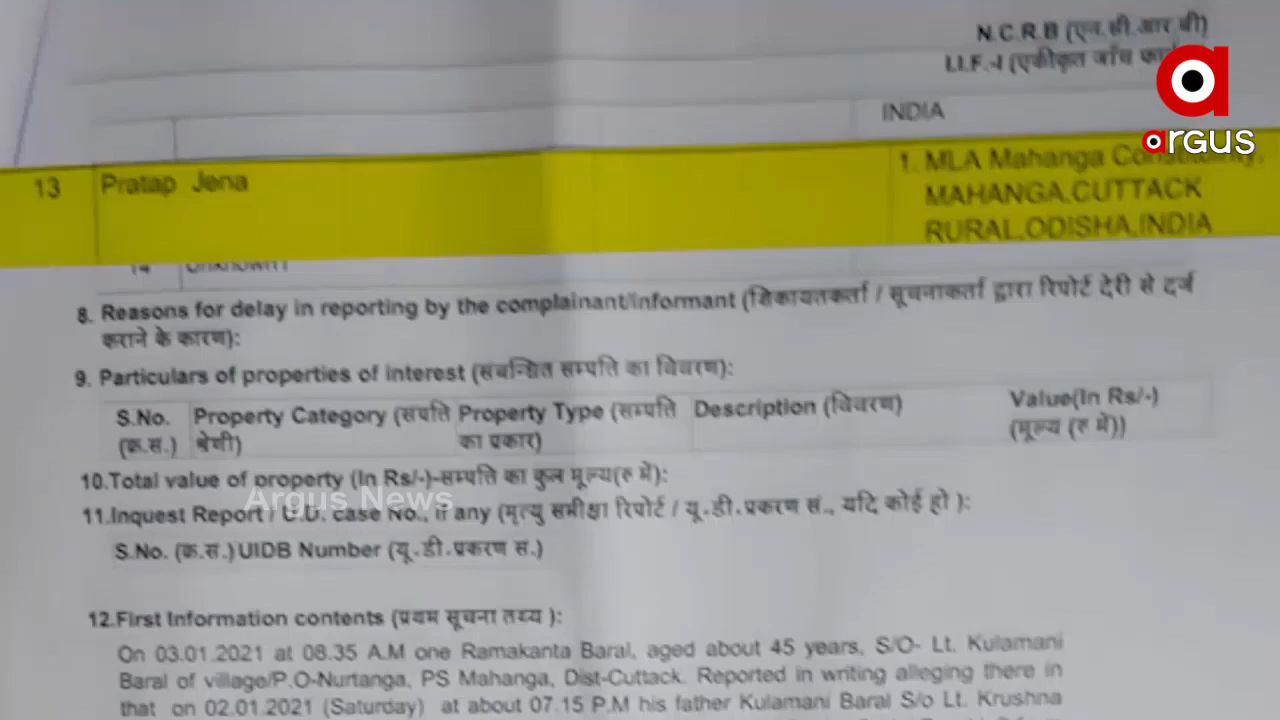 N.C.R.B (एन.सी.आर.बी)
I.I.F.-I (एकीकृत जाँच
argus
INDIA
13 Pratap Jena 1. MLA Mahanga
MAHANGA,CUTTACK
RURAL,ODISHA,INDIA
14 Unknown1
8. Reasons for delay in reporting by the complainant/informant (शिकायतकर्ता / सूचनाकर्ता द्वारा रिपोर्ट देरी से दर्ज
कराने के कारण):
9. Particulars of properties of interest (संबन्धित सम्पति का विवरण):
S.No. Property Category (सपति Property Type (सम्पति Description (विवरण) Value(In Rs/-)
(क्र.सं.) श्रेणी) का प्रकार) (मूल्य (रु में))
10.Total value of property (In Rs/-)-सम्पति का कुल मूल्य(रु में):
Argus News
11.Inquest Report / U.D. case No., if any (मृत्यु समीक्षा रिपोर्ट / यू.डी.प्रकरण सं., यदि कोई हो ):
S.No. (क्र.सं.) UIDB Number (यू.डी.प्रकरण सं.)
12.First Information contents (प्रथम सूचना तथ्य ):
On 03.01.2021 at 08.35 A.M one Ramakanta Baral, aged about 45 years, S/O- Lt. Kulamani
Baral of village/P.O-Nurtanga, PS Mahanga, Dist-Cuttack. Reported in writing alleging there in
that on 02.01.2021 (Saturday) at about 07.15 P.M his father Kulamani Baral S/o Lt. Krushna